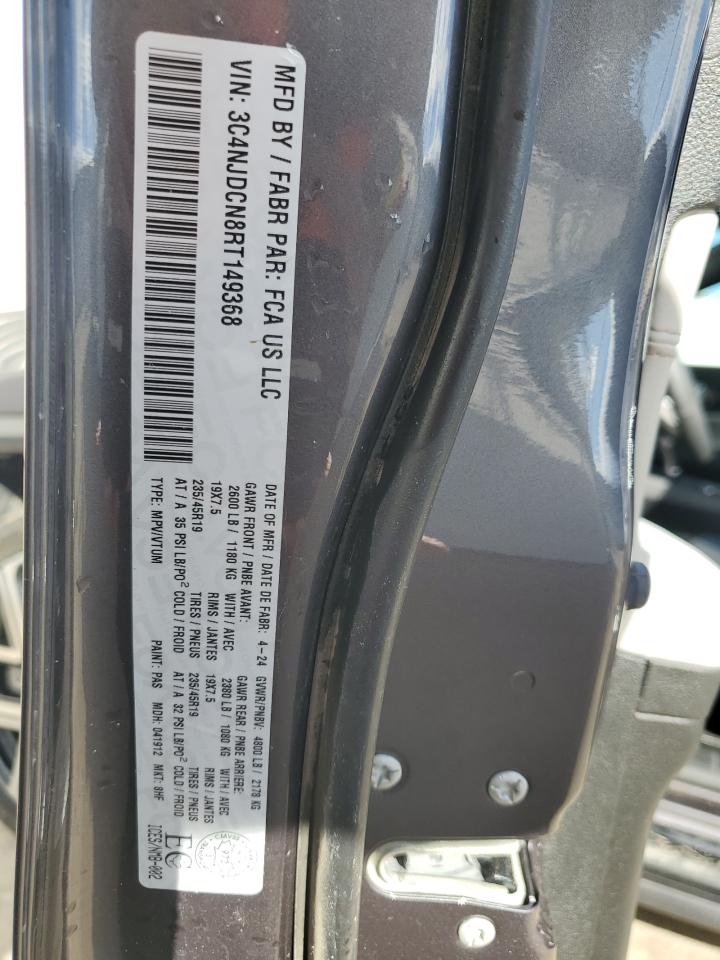 MFD BY / FABR PAR: FCA US LLC
VIN: 3C4NJDCN8RT149368
DATE OF MFR / DATE DE FABR: 4-24 GVWR/PNBV: 4800 LB / 2178 KG
GAWR FRONT / PNBE AVANT: GAWR REAR / PNBE ARRIERE:
2600 LB / 1180 KG WITH / AVEC 2380 LB / 1080 KG WITH / AVEC
19X7.5 RIMS / JANTES 19X7.5 RIMS / JANTES
235/45R19 TIRES / PNEUS 235/45R19 TIRES / PNEUS
AT / A 35 PSI LB/PO² COLD / FROID AT / A 32 PSI LB/PO² COLD / FROID
TYPE: MPV/VTUM PAINT: PAS MDH: 041912 MKT: 8HF ICES/NMB-002